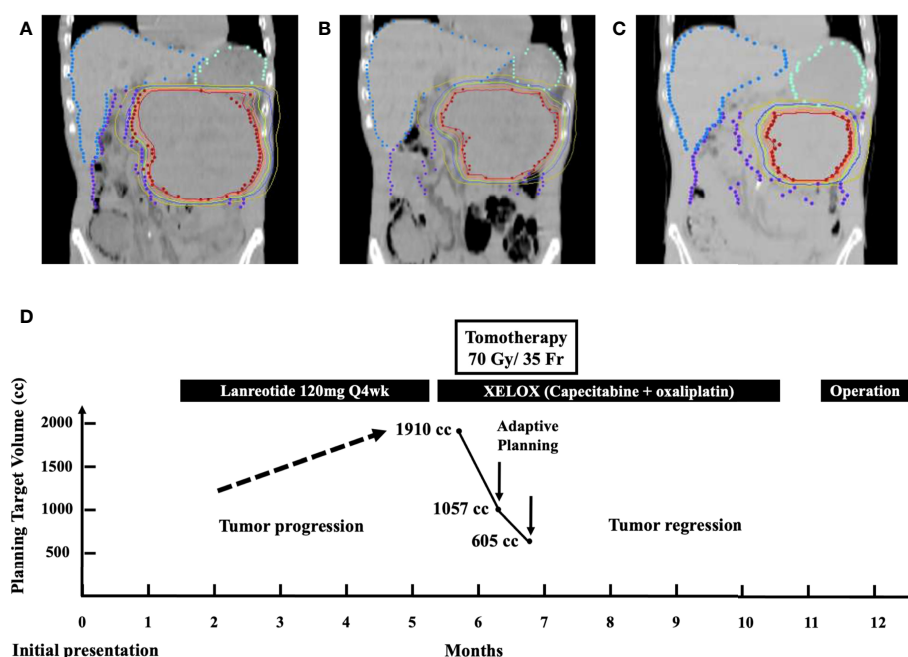 A
B
C
D
Tomotherapy
70 Gy/ 35 Fr
Lanreotide 120mg Q4wk
XELOX (Capecitabine + oxaliplatin)
Operation
Planning Target Volume (cc)
2000
1000
500
1910 cc
Adaptive
Planning
1057 cc
605 cc
Tumor progression
Tumor regression
0 1 2 3 4 5 6 7 8 9 10 11 12
Initial presentation
Months